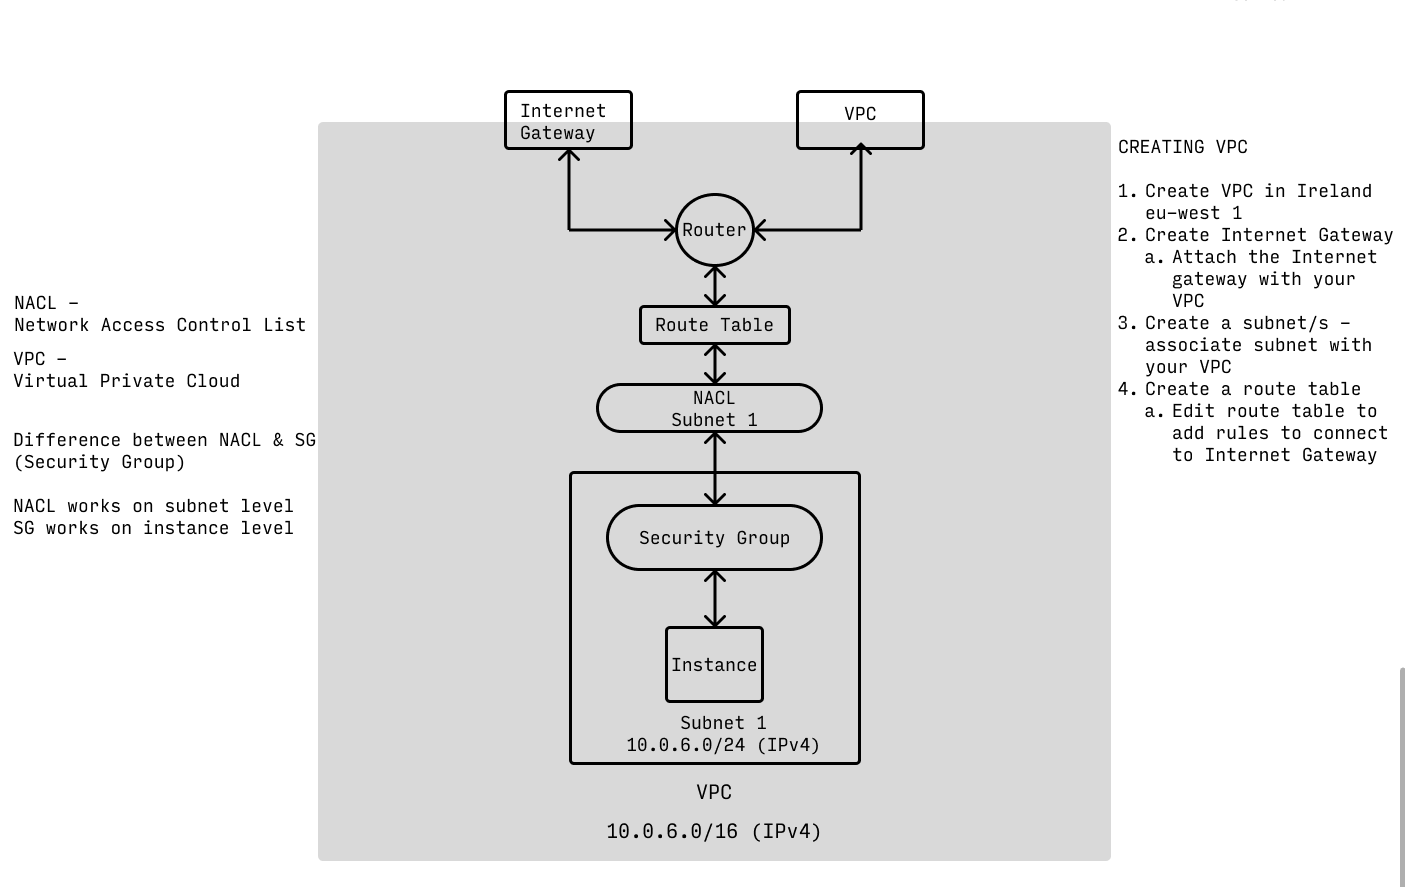 Internet
Gateway
VPC
Router
Route Table
NACL
Subnet 1
Security Group
Instance
Subnet 1
10.0.6.0/24 (IPv4)
VPC
10.0.6.0/16 (IPv4)
NACL –
Network Access Control List
VPC –
Virtual Private Cloud
Difference between NACL & SG
(Security Group)
NACL works on subnet level
SG works on instance level
CREATING VPC
1. Create VPC in Ireland
eu–west 1
2. Create Internet Gateway
a. Attach the Internet
gateway with your
VPC
3. Create a subnet/s –
associate subnet with
your VPC
4. Create a route table
a. Edit route table to
add rules to connect
to Internet Gateway